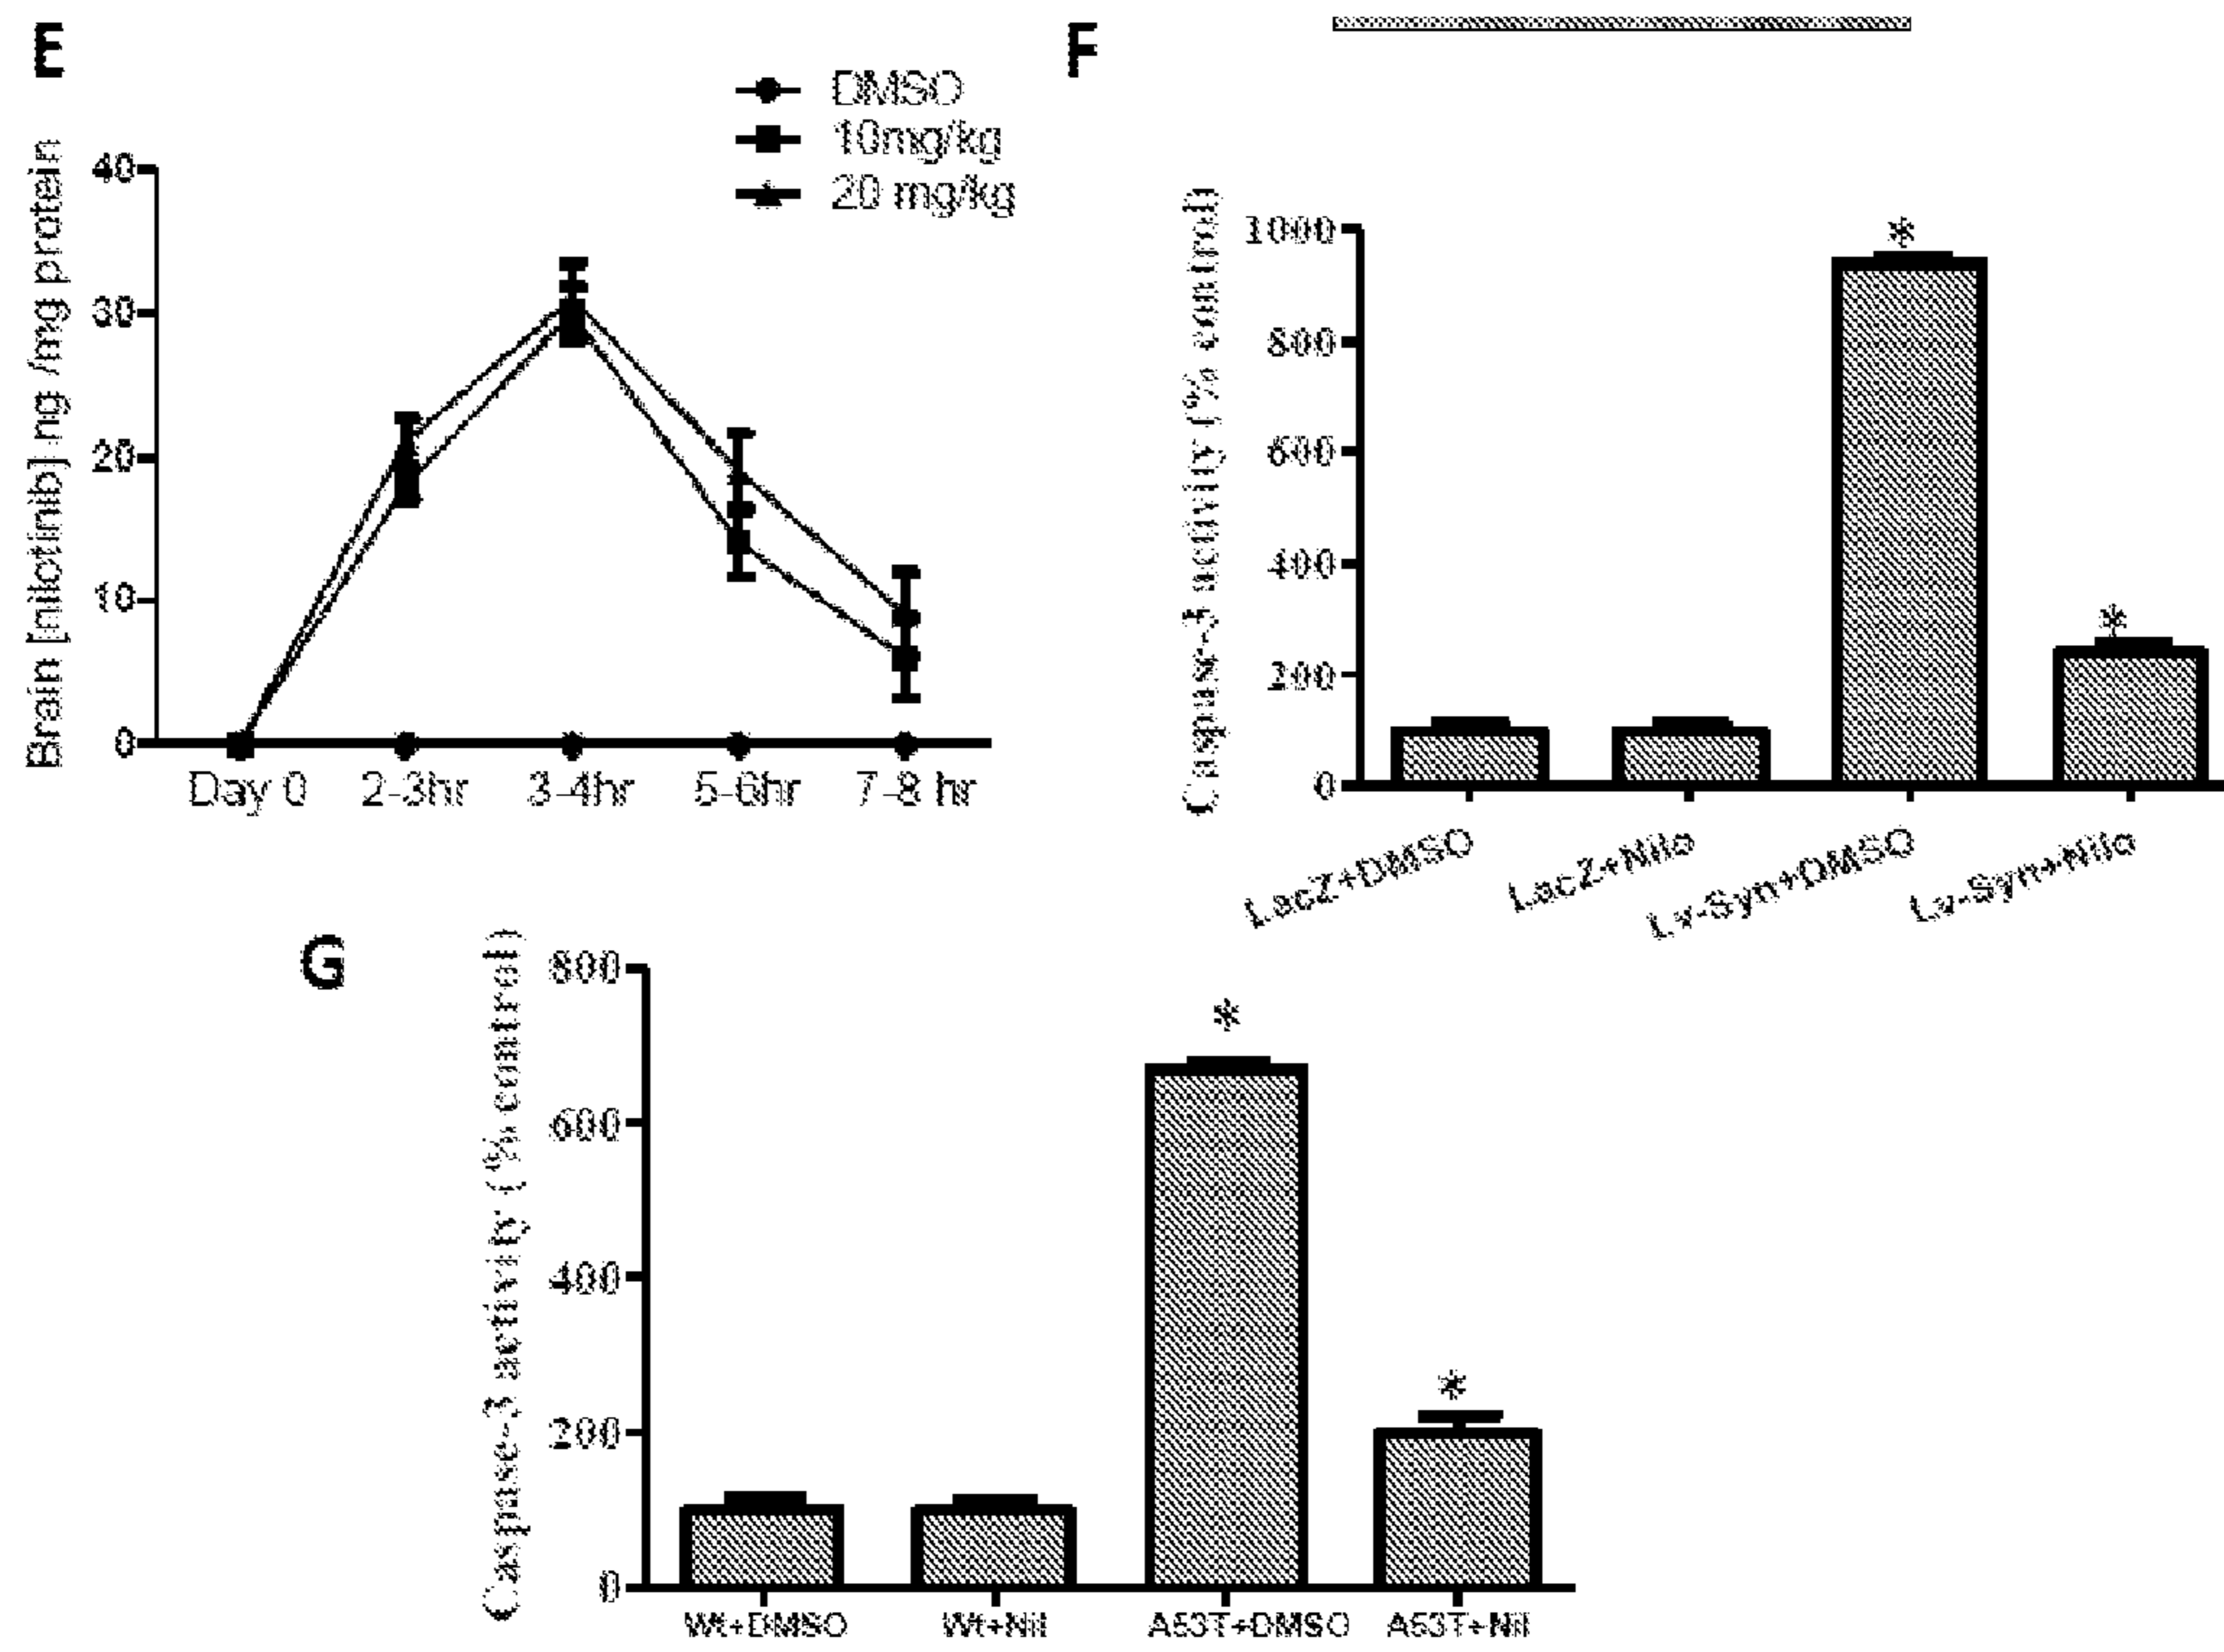 E
DMSO
10mg/kg
20 mg/kg
Brain [nilotinib] ng /mg protein
40
30
20
10
0
Day 0 2-3hr 3-4hr 5-6hr 7-8 hr
F
Caspase-3 activity (% control)
1000
800
600
400
200
0
*
*
LacZ+DMSO LacZ+Nilo Lv-Syn+DMSO Lv-Syn+Nilo
G
Caspase-3 activity (% control)
800
600
400
200
0
*
*
Wt+DMSO Wt+Nil A53T+DMSO A53T+Nil